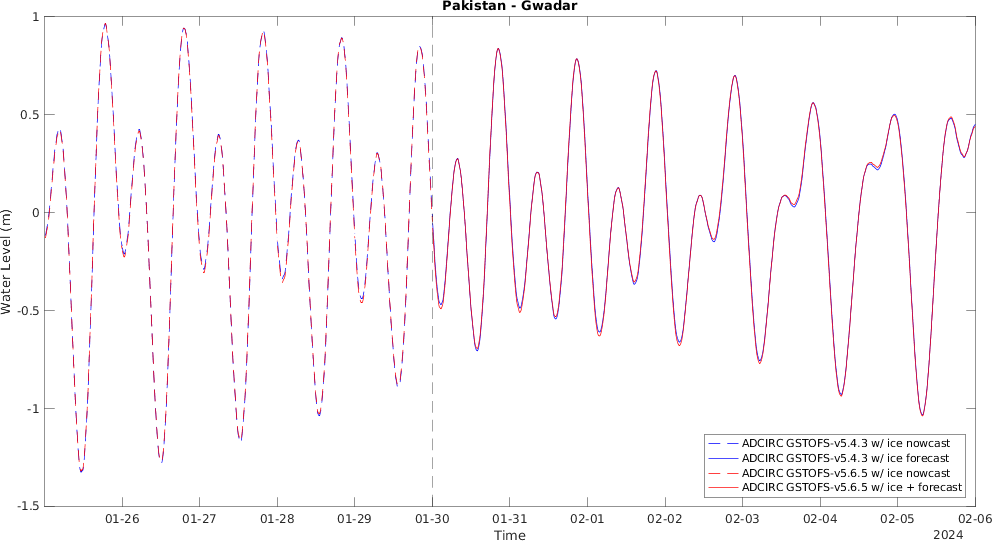 Pakistan - Gwadar
Water Level (m)
1
0.5
0
-0.5
-1
-1.5
01-26 01-27 01-28 01-29 01-30 01-31 02-01 02-02 02-03 02-04 02-05 02-06
Time
2024
ADCIRC GSTOFS-v5.4.3 w/ ice nowcast
ADCIRC GSTOFS-v5.4.3 w/ ice forecast
ADCIRC GSTOFS-v5.6.5 w/ ice nowcast
ADCIRC GSTOFS-v5.6.5 w/ ice + forecast